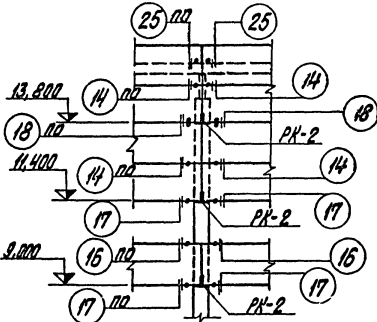 25 по 25
13,800
14 по 14
18 по 18
РК-2
11,400
14 по 14
17 17
РК-2
16 по 16
9,000
17 по 17
РК-2